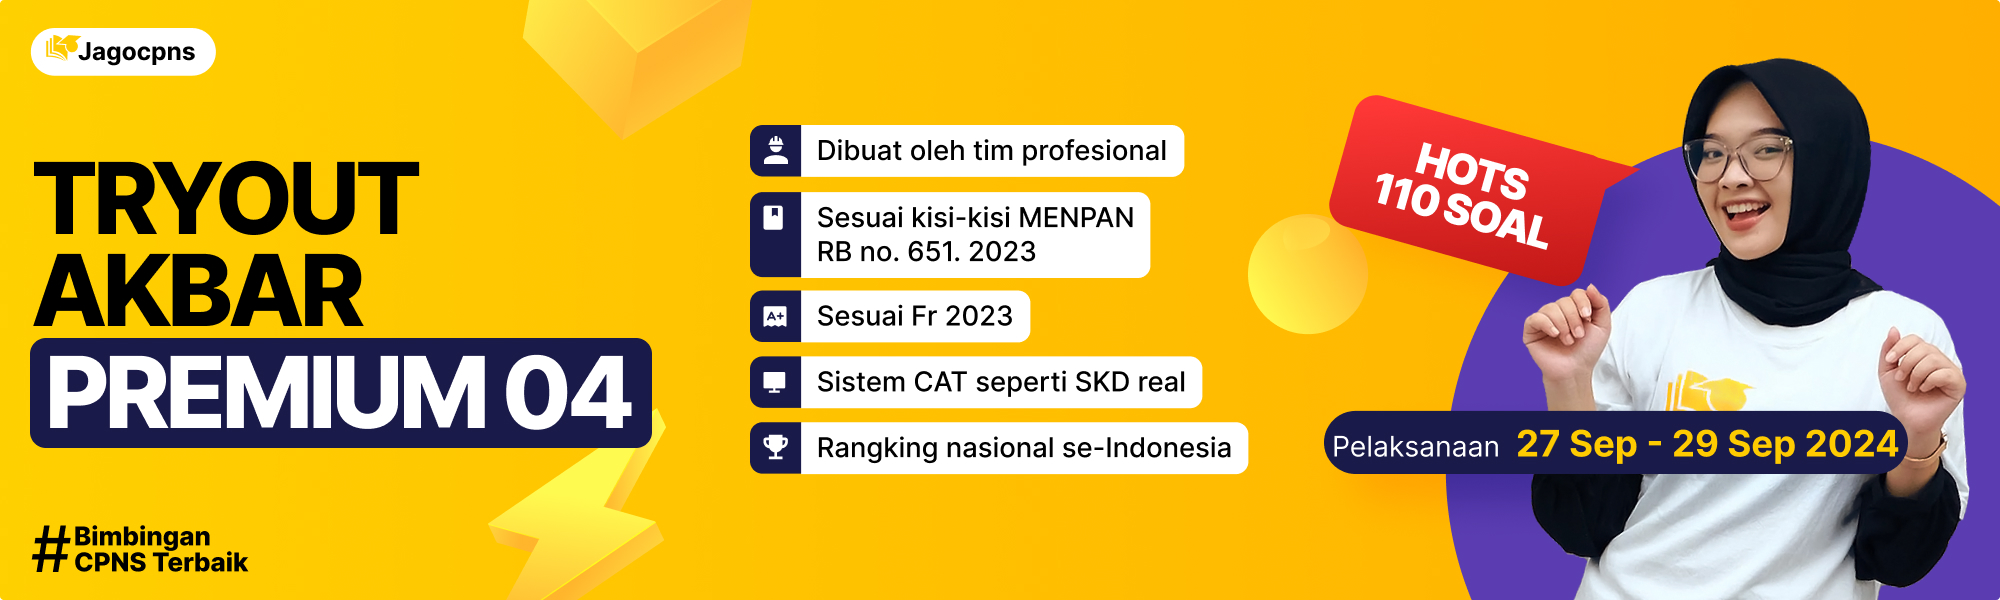 Jagocpns
TRYOUT
AKBAR
PREMIUM 04
#Bimbingan
CPNS Terbaik
Dibuat oleh tim profesional
Sesuai kisi-kisi MENPAN
RB no. 651. 2023
A+
Sesuai Fr 2023
Sistem CAT seperti SKD real
Rangking nasional se-Indonesia
HOTS
110 SOAL
Pelaksanaan 27 Sep - 29 Sep 2024